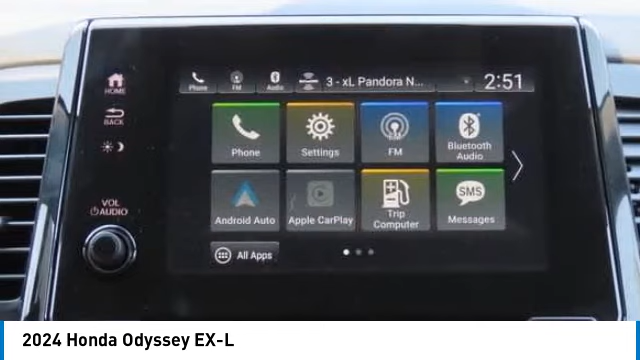 HOME
BACK
VOL
AUDIO
Phone
FM
Audio
3 - xL Pandora N...
2:51
Phone
Settings
FM
Bluetooth
Audio
Android Auto
Apple CarPlay
Trip
Computer
SMS
Messages
All Apps
2024 Honda Odyssey EX-L